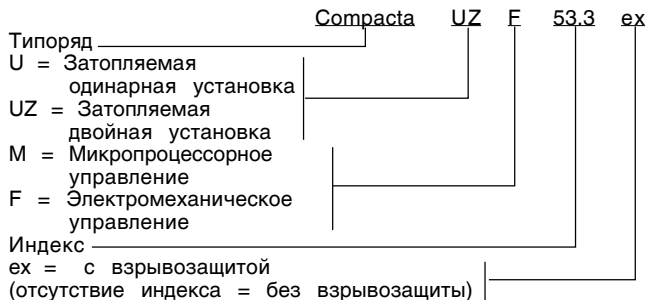 Compacta UZ F 53.3 ex
Типоряд
U = Затопляемая
одинарная установка
UZ = Затопляемая
двойная установка
M = Микропроцессорное
управление
F = Электромеханическое
управление
Индекс
ex = с взрывозащитой
(отсутствие индекса = без взрывозащиты)